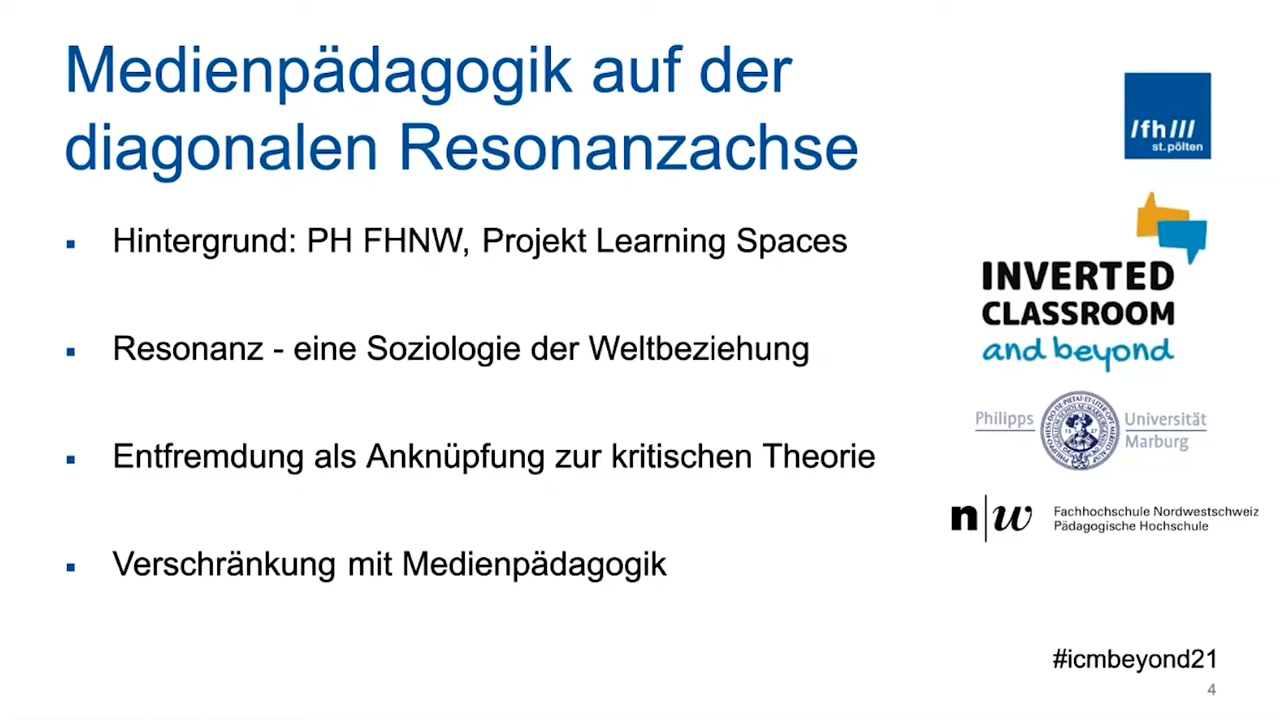 Medienpädagogik auf der
diagonalen Resonanzachse
Hintergrund: PH FHNW, Projekt Learning Spaces
Resonanz - eine Soziologie der Weltbeziehung
Entfremdung als Anknüpfung zur kritischen Theorie
Verschränkung mit Medienpädagogik
/fh///
st.pölten
INVERTED
CLASSROOM
and beyond
Philipps Universität
Marburg
n|w Fachhochschule Nordwestschweiz
Pädagogische Hochschule
#icmbeyond21
4